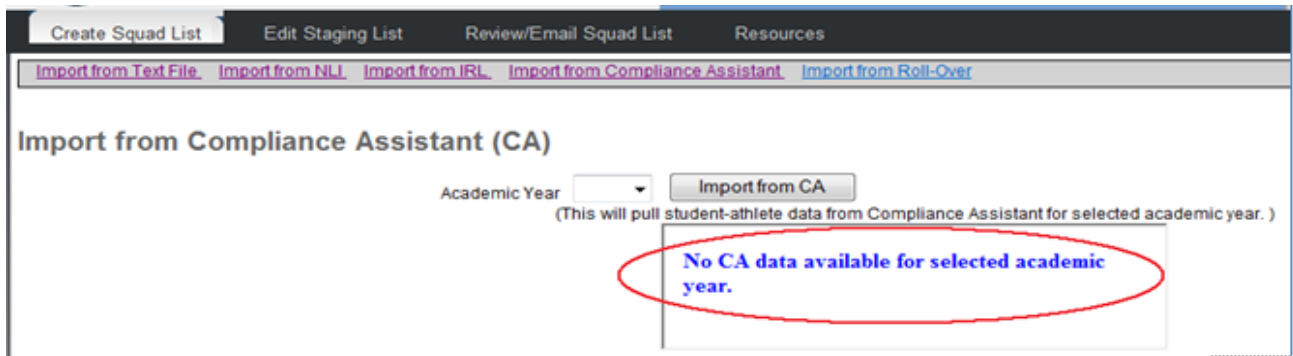 Create Squad List Edit Staging List Review/Email Squad List Resources
Import from Text File Import from NLI Import from IRL Import from Compliance Assistant Import from Roll-Over
Import from Compliance Assistant (CA)
Academic Year Import from CA
(This will pull student-athlete data from Compliance Assistant for selected academic year. )
No CA data available for selected academic
year.